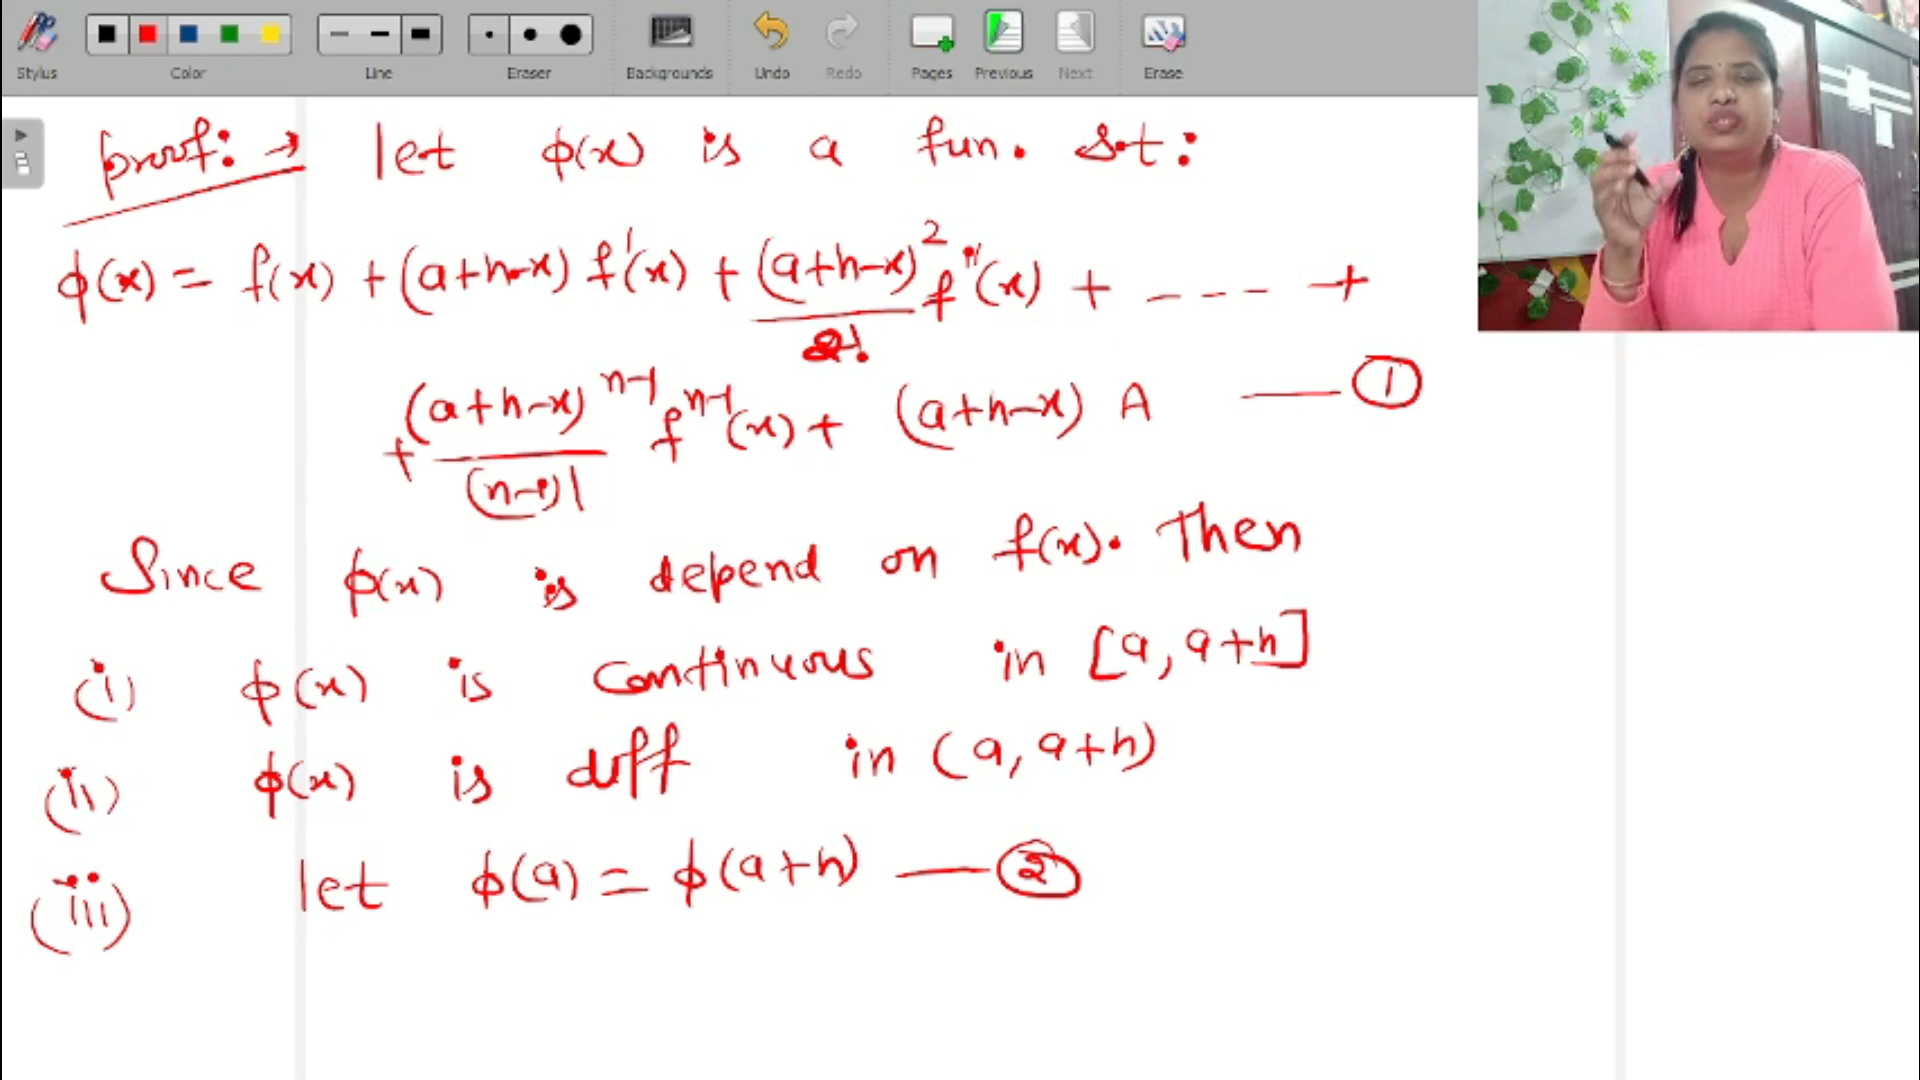 Stylus Color Line Eraser Backgrounds Undo Redo Pages Previous Next Erase
proof: → let φ(x) is a fun. s.t:
φ(x) = f(x) + (a+h-x) f'(x) + (a+h-x)²/2! f''(x) + ---- +
+ (a+h-x)^n-1/(n-1)! f^n-1(x) + (a+h-x) A — ①
Since φ(x) is depend on f(x). Then
(i) φ(x) is continuous in [a, a+h]
(ii) φ(x) is diff in (a, a+h)
(iii) let φ(a) = φ(a+h) — ②